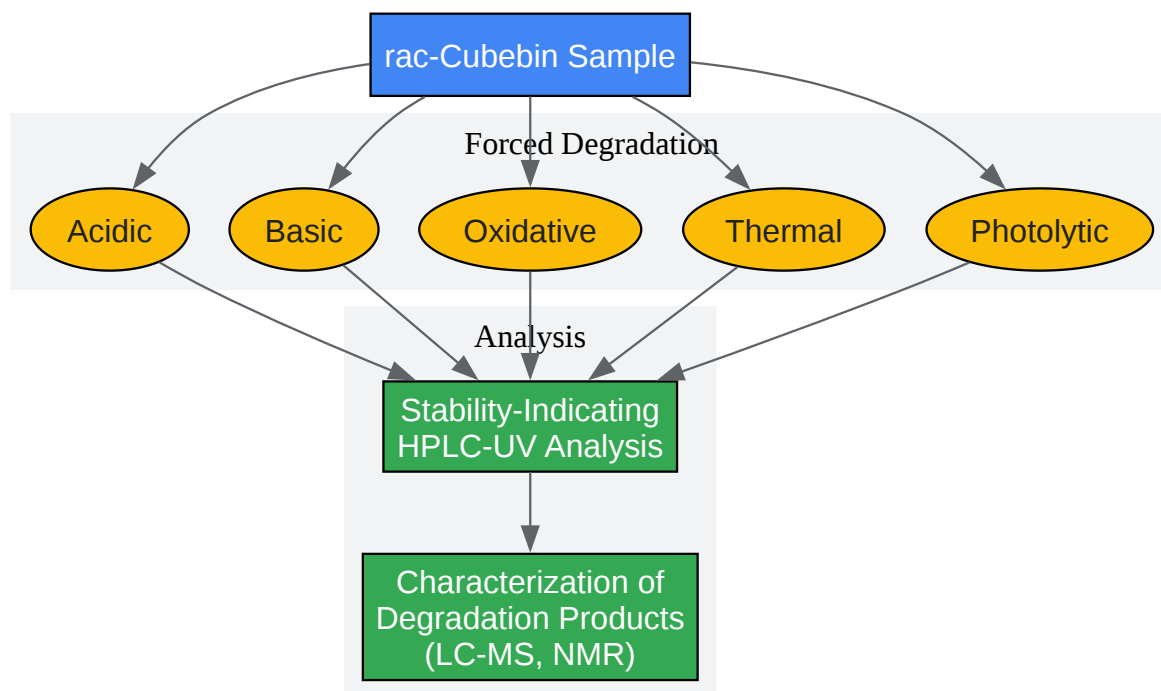 rac-Cubebin Sample
Forced Degradation
Acidic
Basic
Oxidative
Thermal
Photolytic
Analysis
Stability-Indicating
HPLC-UV Analysis
Characterization of
Degradation Products
(LC-MS, NMR)